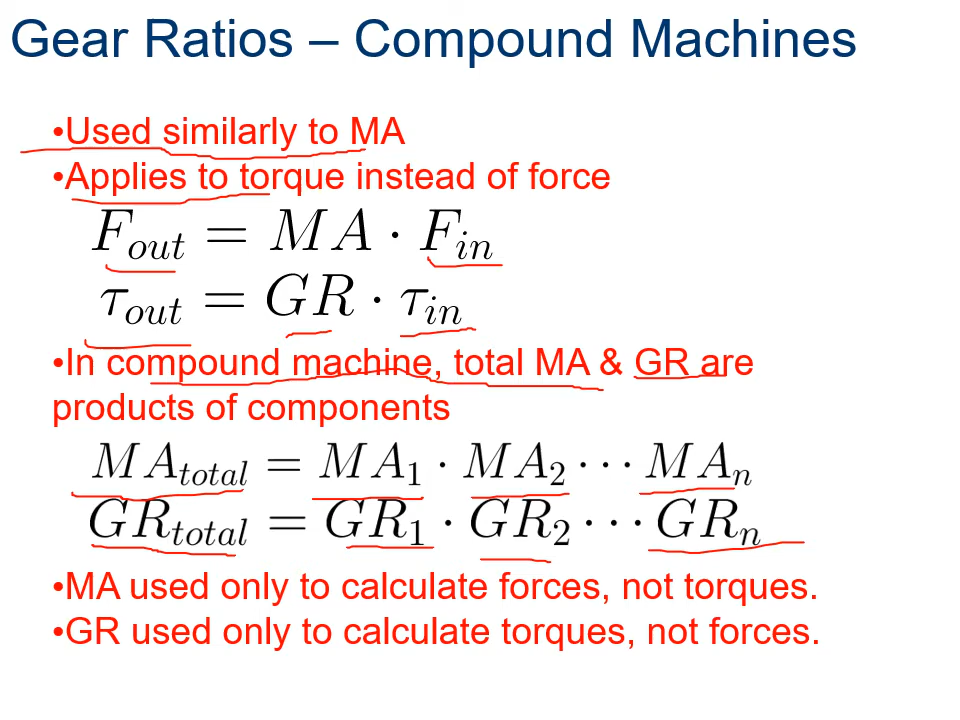 Gear Ratios – Compound Machines
•Used similarly to MA
•Applies to torque instead of force
F_out = MA · F_in
τ_out = GR · τ_in
•In compound machine, total MA & GR are
products of components
MA_total = MA_1 · MA_2 ··· MA_n
GR_total = GR_1 · GR_2 ··· GR_n
•MA used only to calculate forces, not torques.
•GR used only to calculate torques, not forces.